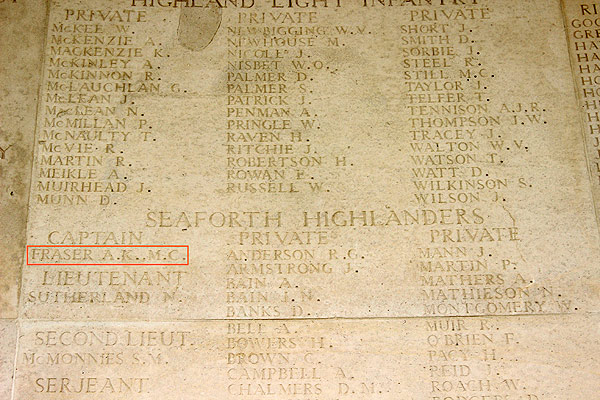 HIGHLAND LIGHT INFANTRY
PRIVATE
McKEE W.
McKENZIE A.
MACKENZIE K.
McKINLEY A.
McKINNON R.
McLAUCHLAN G.
McLEAN J.
McLEAN N.
McMILLAN P.
McNAULTY T.
McVIE R.
MARTIN R.
MEIKLE A.
MUIRHEAD J.
MUNN D.
PRIVATE
NEWBIGGING W.V.
NEWHOUSE M.
NICOL J.
NISBET W.O.
PALMER D.
PALMER S.
PATRICK J.
PENMAN A.
PRINGLE W.
RAVEN H.
RITCHIE J.
ROBERTSON H.
ROWAN E.
RUSSELL W.
PRIVATE
SHORT J.
SMITH D.
SORBIE J.
STEEL R.
STILL M.C.
TAYLOR J.
TELFER J.
TENNISON A.J.R.
THOMPSON J.W.
TRACEY J.
WALTON W.V.
WATSON J.
WATT D.
WILKINSON S.
WILSON J.
SEAFORTH HIGHLANDERS
CAPTAIN
FRASER A.K., M.C.
LIEUTENANT
SUTHERLAND N.
SECOND LIEUT.
McMONNIES S.M.
SERJEANT
PRIVATE
ANDERSON R.G.
ARMSTRONG J.
BAIN A.
BAIN J.N.
BANKS D.
BELL A.
BOWERS H.
BROWN C.
CAMPBELL A.
CHALMERS D.M.
PRIVATE
MANN J.
MARTIN P.
MATHERS A.
MATHIESON N.
MONTGOMERY W.
MUIR R.
O'BRIEN F.
PACY H.
REID J.
ROACH W.
RODGERS D.